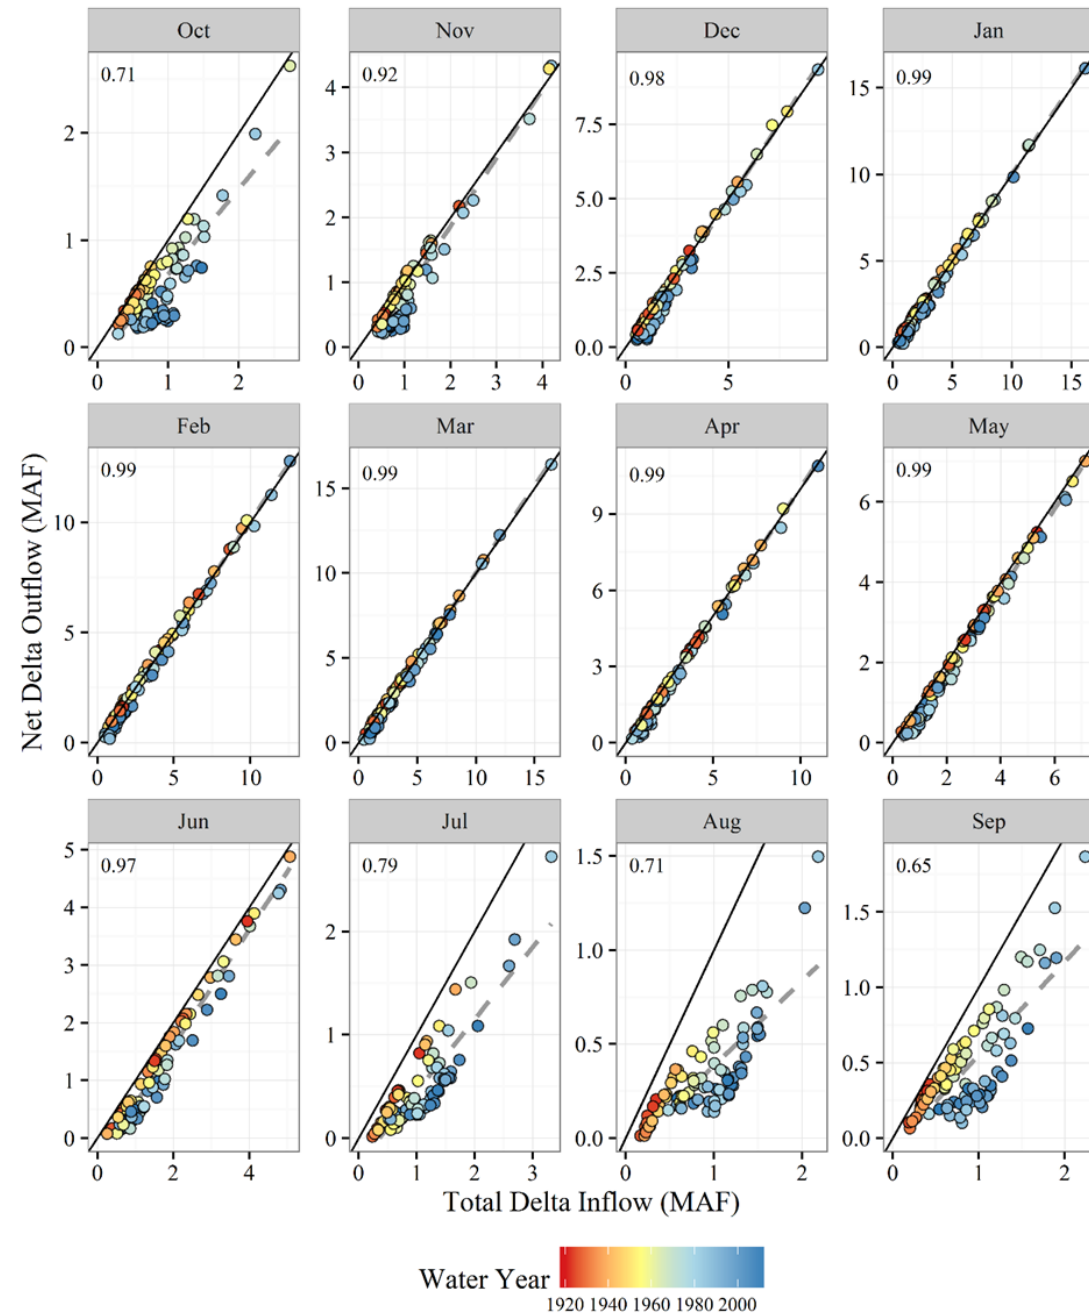 Oct Nov Dec Jan
0.71 0.92 0.98 0.99
2 1 0
4 3 2 1 0
7.5 5.0 2.5 0.0
15 10 5 0
0 1 2
0 1 2 3 4
0 5
0 5 10 15
Feb Mar Apr May
0.99 0.99 0.99 0.99
10 5 0
15 10 5 0
9 6 3 0
6 4 2 0
0 5 10
0 5 10 15
0 5 10
0 2 4 6
Net Delta Outflow (MAF)
Jun Jul Aug Sep
0.97 0.79 0.71 0.65
5 4 3 2 1 0
2 1 0
1.5 1.0 0.5 0.0
1.5 1.0 0.5 0.0
0 2 4
0 1 2 3
0 1 2
0 1 2
Total Delta Inflow (MAF)
Water Year
1920 1940 1960 1980 2000